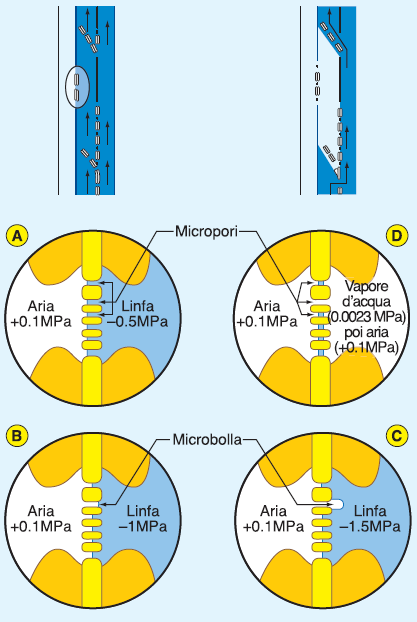 A
D
Micropori
Aria
+0.1MPa
Linfa
–0.5MPa
Aria
+0.1MPa
Vapore
d'acqua
(0.0023 MPa)
poi aria
(+0.1MPa)
B
C
Microbolla
Aria
+0.1MPa
Linfa
–1MPa
Aria
+0.1MPa
Linfa
–1.5MPa